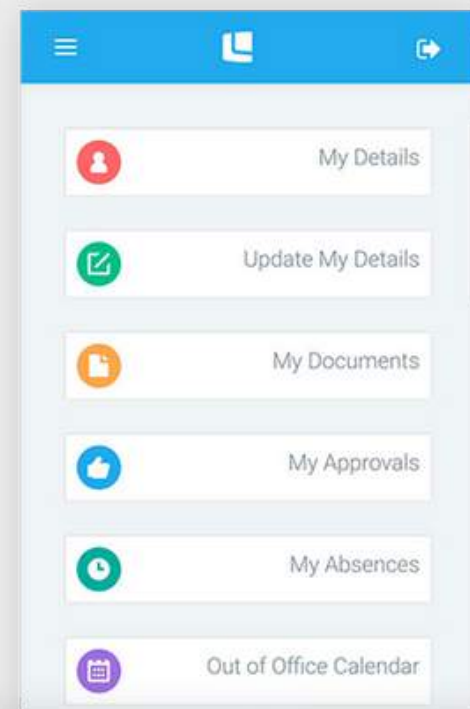 My Details
Update My Details
My Documents
My Approvals
My Absences
Out of Office Calendar